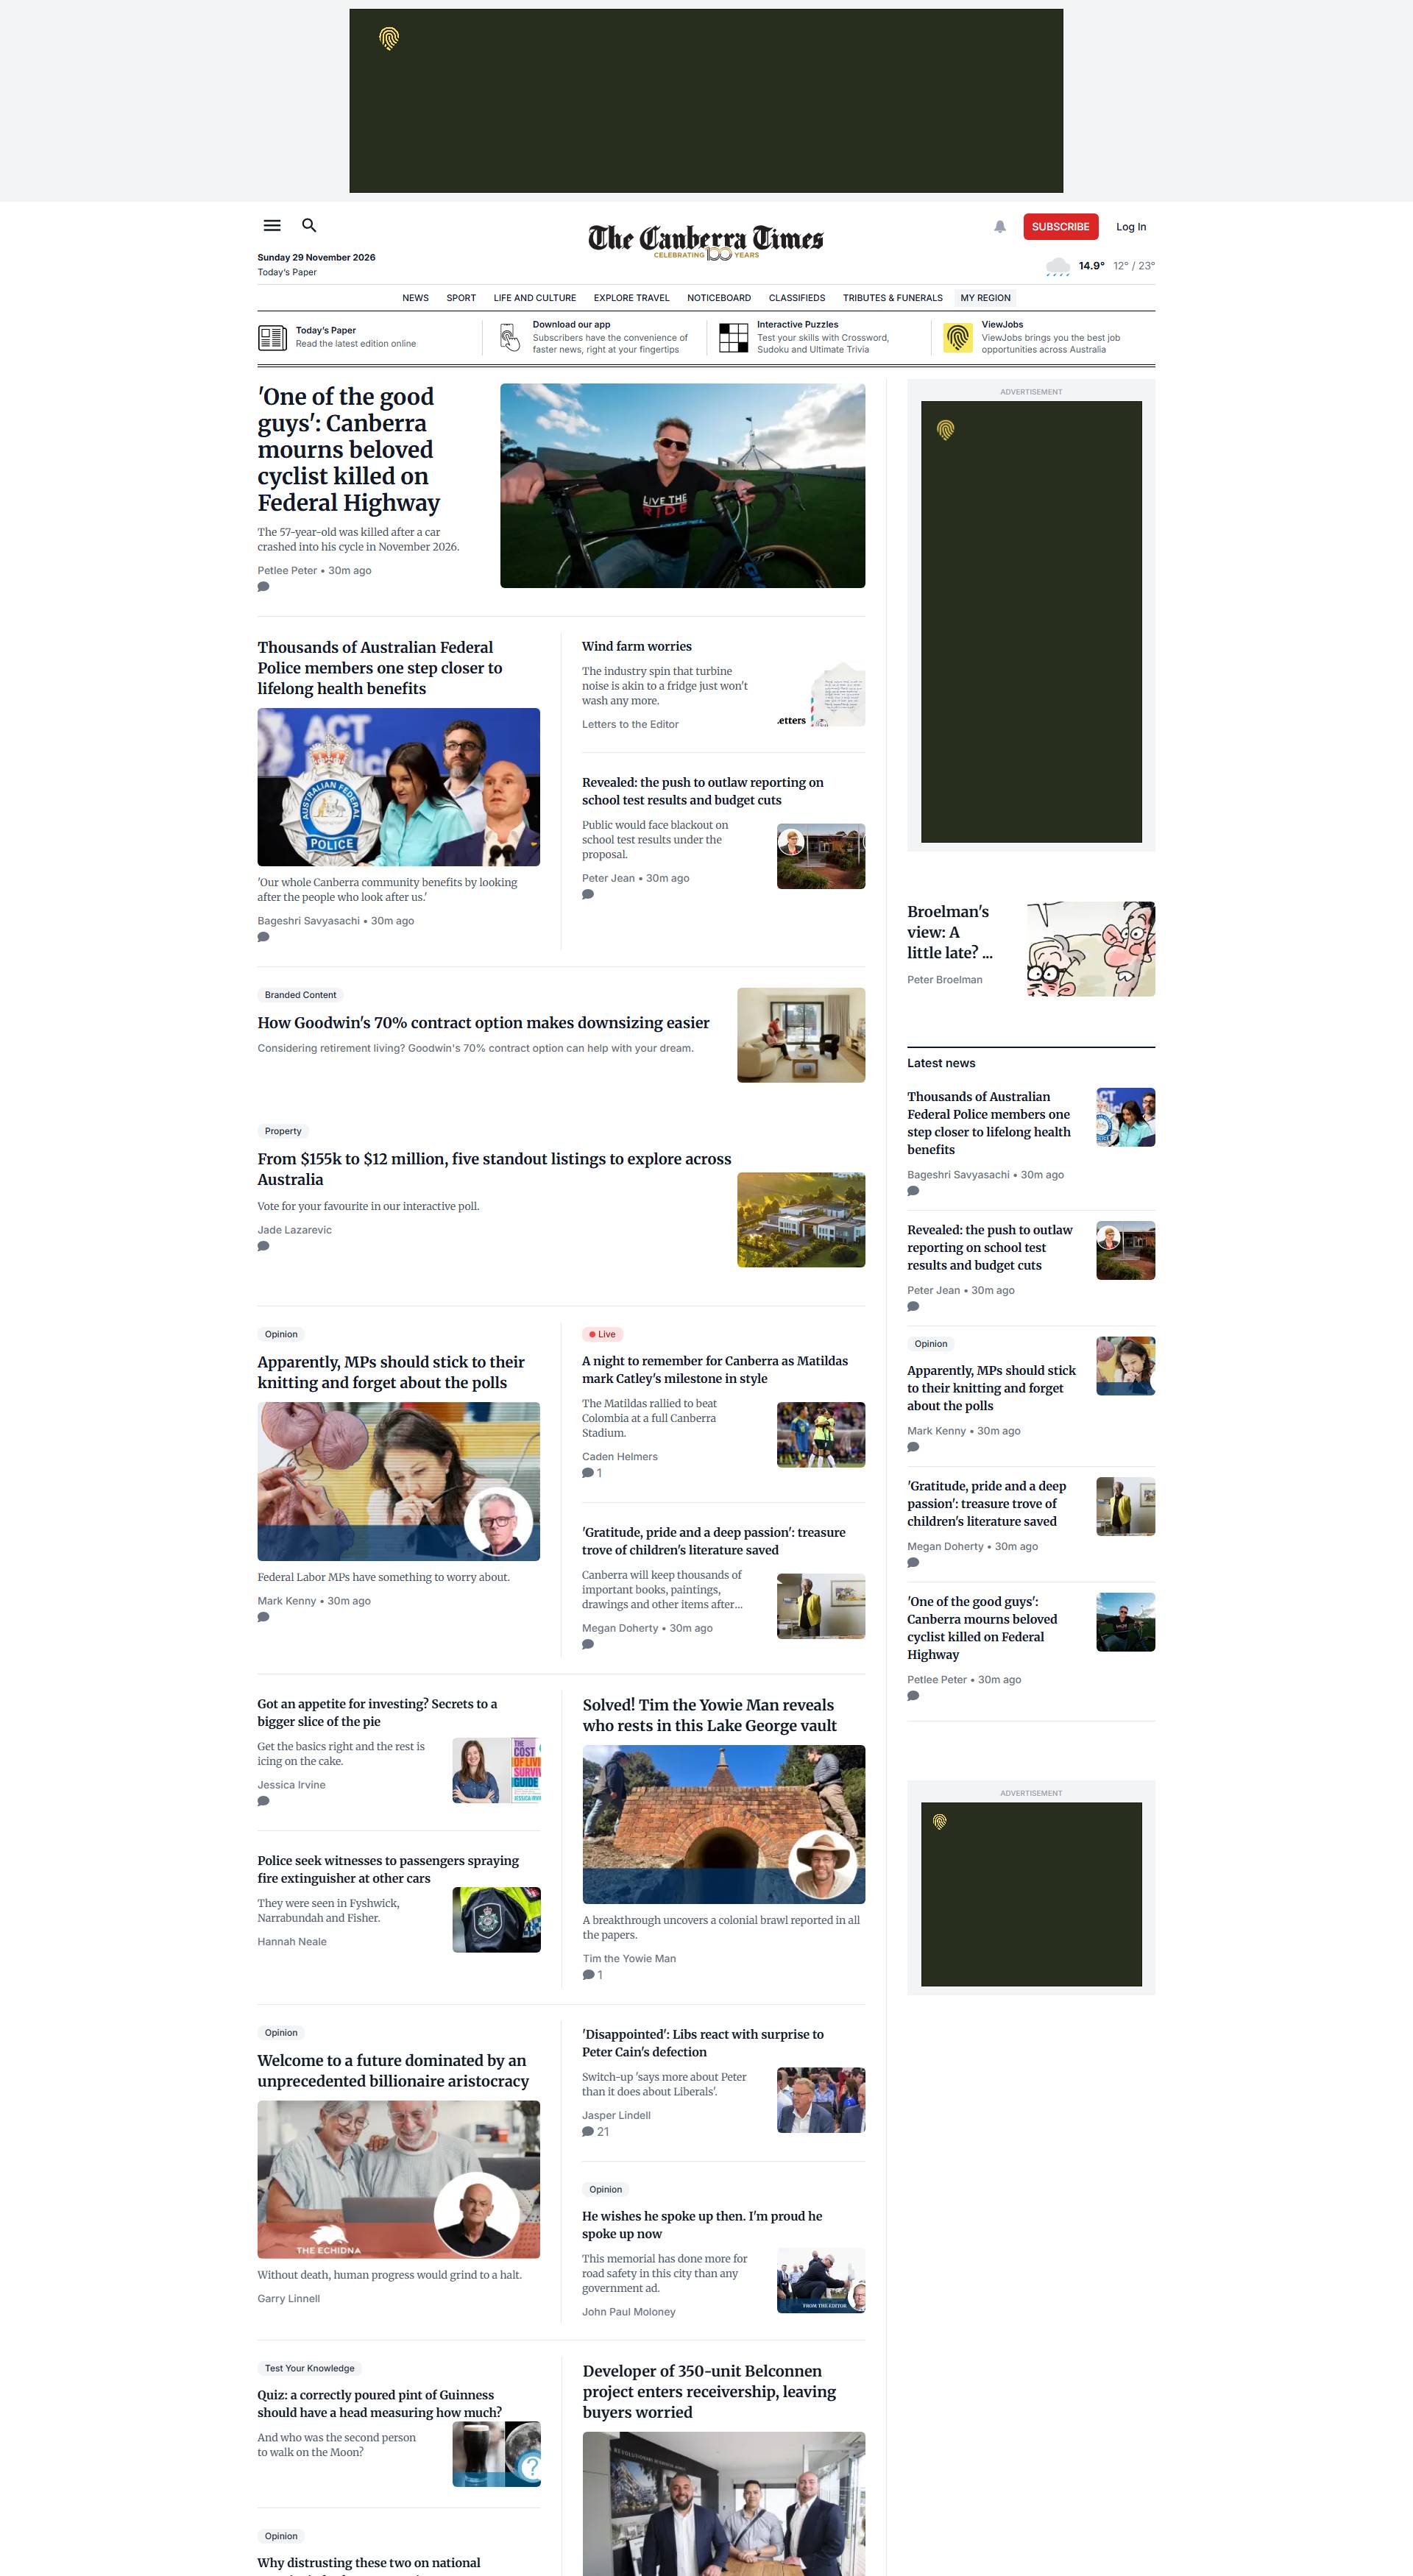 The Canberra Times
CELEBRATING 100 YEARS
SUBSCRIBE
Log In
Sunday 29 November 2026
Today's Paper
14.9° 12° / 23°
NEWS SPORT LIFE AND CULTURE EXPLORE TRAVEL NOTICEBOARD CLASSIFIEDS TRIBUTES & FUNERALS MY REGION
Today's Paper
Read the latest edition online
Download our app
Subscribers have the convenience of
faster news, right at your fingertips
Interactive Puzzles
Test your skills with Crossword,
Sudoku and Ultimate Trivia
ViewJobs
ViewJobs brings you the best job
opportunities across Australia
'One of the good
guys': Canberra
mourns beloved
cyclist killed on
Federal Highway
The 57-year-old was killed after a car
crashed into his cycle in November 2026.
Petlee Peter • 30m ago
LIVE THE
RIDE
Thousands of Australian Federal
Police members one step closer to
lifelong health benefits
ACT
AUSTRALIAN FEDERAL
POLICE
'Our whole Canberra community benefits by looking
after the people who look after us.'
Bageshri Savyasachi • 30m ago
Wind farm worries
The industry spin that turbine
noise is akin to a fridge just won't
wash any more.
Letters to the Editor
etters
Revealed: the push to outlaw reporting on
school test results and budget cuts
Public would face blackout on
school test results under the
proposal.
Peter Jean • 30m ago
Branded Content
How Goodwin's 70% contract option makes downsizing easier
Considering retirement living? Goodwin's 70% contract option can help with your dream.
Property
From $155k to $12 million, five standout listings to explore across
Australia
Vote for your favourite in our interactive poll.
Jade Lazarevic
Opinion
Apparently, MPs should stick to their
knitting and forget about the polls
Federal Labor MPs have something to worry about.
Mark Kenny • 30m ago
Live
A night to remember for Canberra as Matildas
mark Catley's milestone in style
The Matildas rallied to beat
Colombia at a full Canberra
Stadium.
Caden Helmers
1
'Gratitude, pride and a deep passion': treasure
trove of children's literature saved
Canberra will keep thousands of
important books, paintings,
drawings and other items after...
Megan Doherty • 30m ago
Got an appetite for investing? Secrets to a
bigger slice of the pie
Get the basics right and the rest is
icing on the cake.
Jessica Irvine
THE
COST
OF LIVI
SURVIV
GUIDE
Police seek witnesses to passengers spraying
fire extinguisher at other cars
They were seen in Fyshwick,
Narrabundah and Fisher.
Hannah Neale
Solved! Tim the Yowie Man reveals
who rests in this Lake George vault
A breakthrough uncovers a colonial brawl reported in all
the papers.
Tim the Yowie Man
1
Opinion
Welcome to a future dominated by an
unprecedented billionaire aristocracy
THE ECHIDNA
Without death, human progress would grind to a halt.
Garry Linnell
'Disappointed': Libs react with surprise to
Peter Cain's defection
Switch-up 'says more about Peter
than it does about Liberals'.
Jasper Lindell
21
Opinion
He wishes he spoke up then. I'm proud he
spoke up now
This memorial has done more for
road safety in this city than any
government ad.
John Paul Moloney
FROM THE EDITOR
Test Your Knowledge
Quiz: a correctly poured pint of Guinness
should have a head measuring how much?
And who was the second person
to walk on the Moon?
Opinion
Why distrusting these two on national
Developer of 350-unit Belconnen
project enters receivership, leaving
buyers worried
ADVERTISEMENT
Broelman's
view: A
little late? ...
Peter Broelman
Latest news
Thousands of Australian
Federal Police members one
step closer to lifelong health
benefits
Bageshri Savyasachi • 30m ago
Revealed: the push to outlaw
reporting on school test
results and budget cuts
Peter Jean • 30m ago
Opinion
Apparently, MPs should stick
to their knitting and forget
about the polls
Mark Kenny • 30m ago
'Gratitude, pride and a deep
passion': treasure trove of
children's literature saved
Megan Doherty • 30m ago
'One of the good guys':
Canberra mourns beloved
cyclist killed on Federal
Highway
Petlee Peter • 30m ago
ADVERTISEMENT